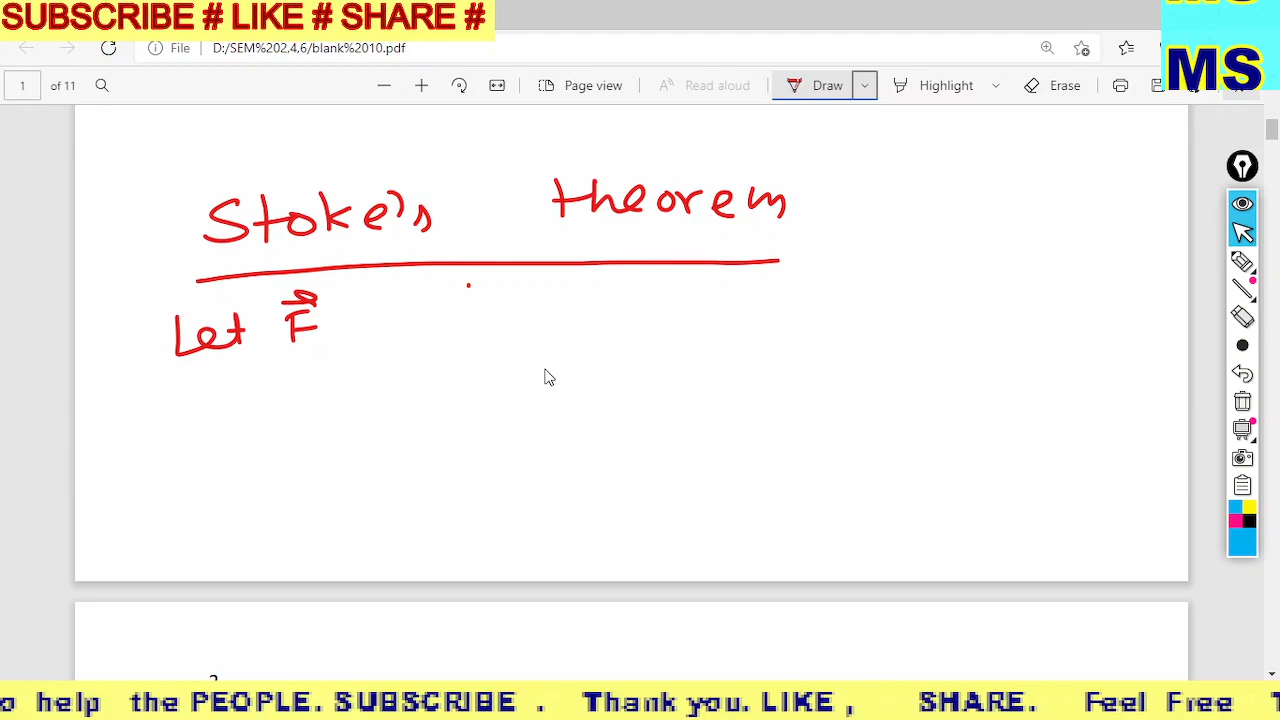 SUBSCRIBE # LIKE # SHARE #
MS
File D:/SEM%202,4,6/blank%2010.pdf
MS
1 of 11 Page view Read aloud Draw Highlight Erase
Stoke's theorem
Let F
help the PEOPLE. SUBSCRIBE . Thank you. LIKE , SHARE. Feel Free